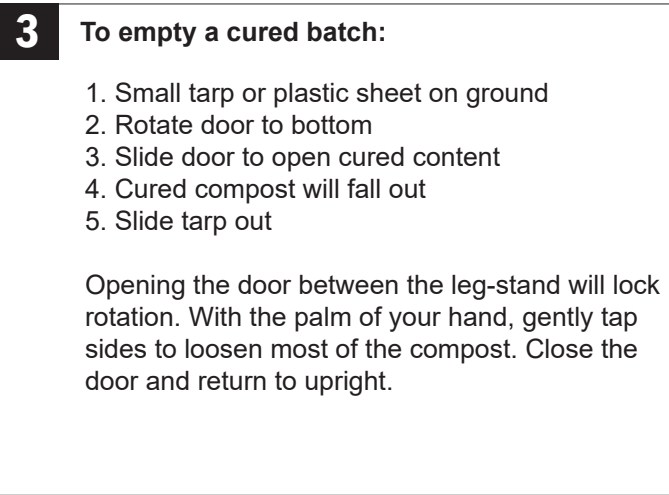 3 To empty a cured batch:
1. Small tarp or plastic sheet on ground
2. Rotate door to bottom
3. Slide door to open cured content
4. Cured compost will fall out
5. Slide tarp out
Opening the door between the leg-stand will lock
rotation. With the palm of your hand, gently tap
sides to loosen most of the compost. Close the
door and return to upright.